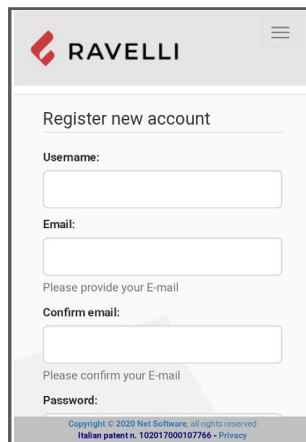 RAVELLI
Register new account
Username:
Email:
Please provide your E-mail
Confirm email:
Please confirm your E-mail
Password:
Copyright © 2020 Net Software, all rights reserved
Italian patent n. 102017000107766 - Privacy